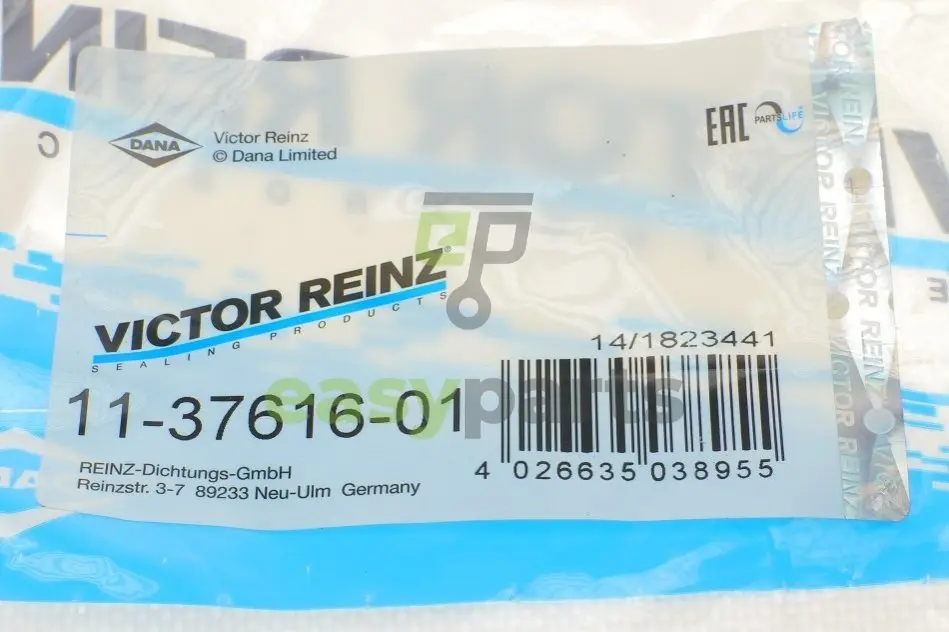 DANA
Victor Reinz
© Dana Limited
EAC
PARTSLIFE
VICTOR REINZ®
SEALING PRODUCTS
14/1823441
11-37616-01
easyparts
4 026635 038955
REINZ-Dichtungs-GmbH
Reinzstr. 3-7 89233 Neu-Ulm Germany
VICTOR REINZ
VICTOR REINZ